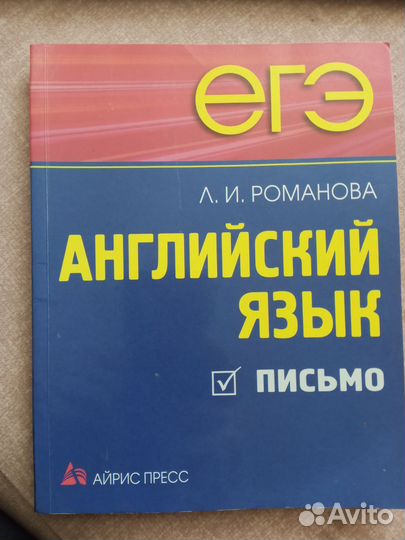 ЕГЭ
Л. И. РОМАНОВА
АНГЛИЙСКИЙ
ЯЗЫК
ПИСЬМО
АЙРИС ПРЕСС
Avito